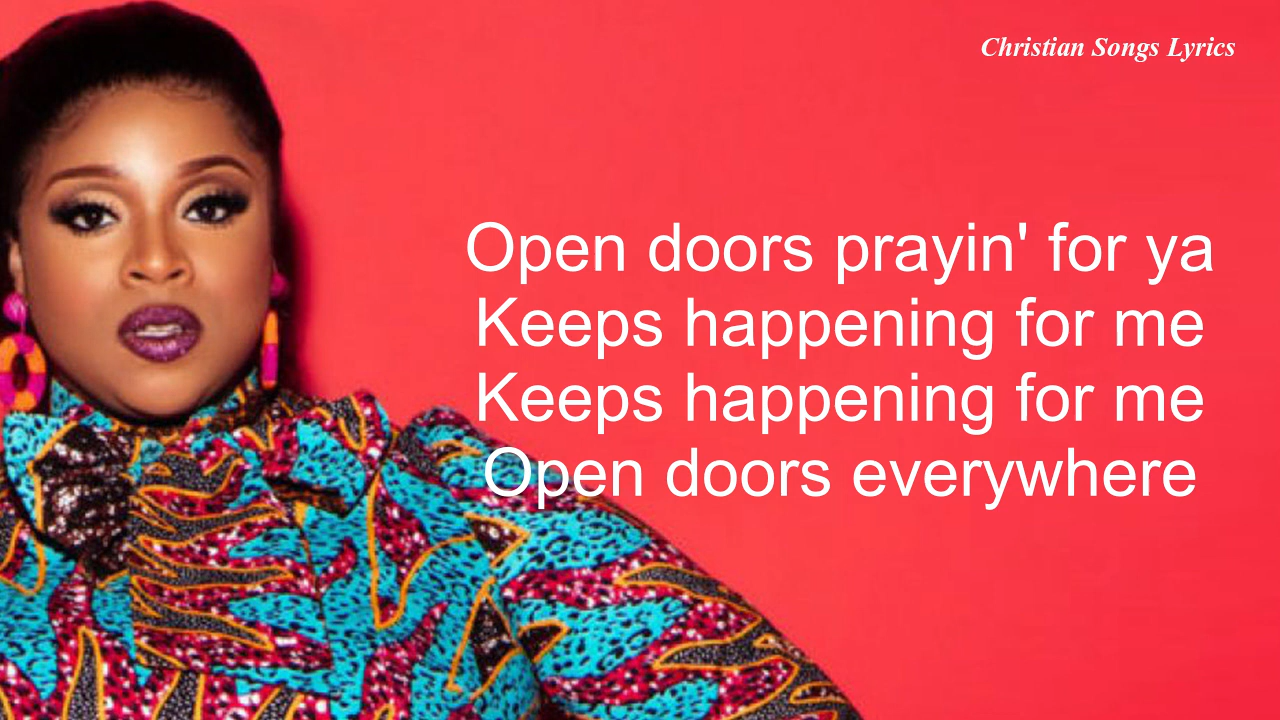 Christian Songs Lyrics
Open doors prayin' for ya
Keeps happening for me
Keeps happening for me
Open doors everywhere